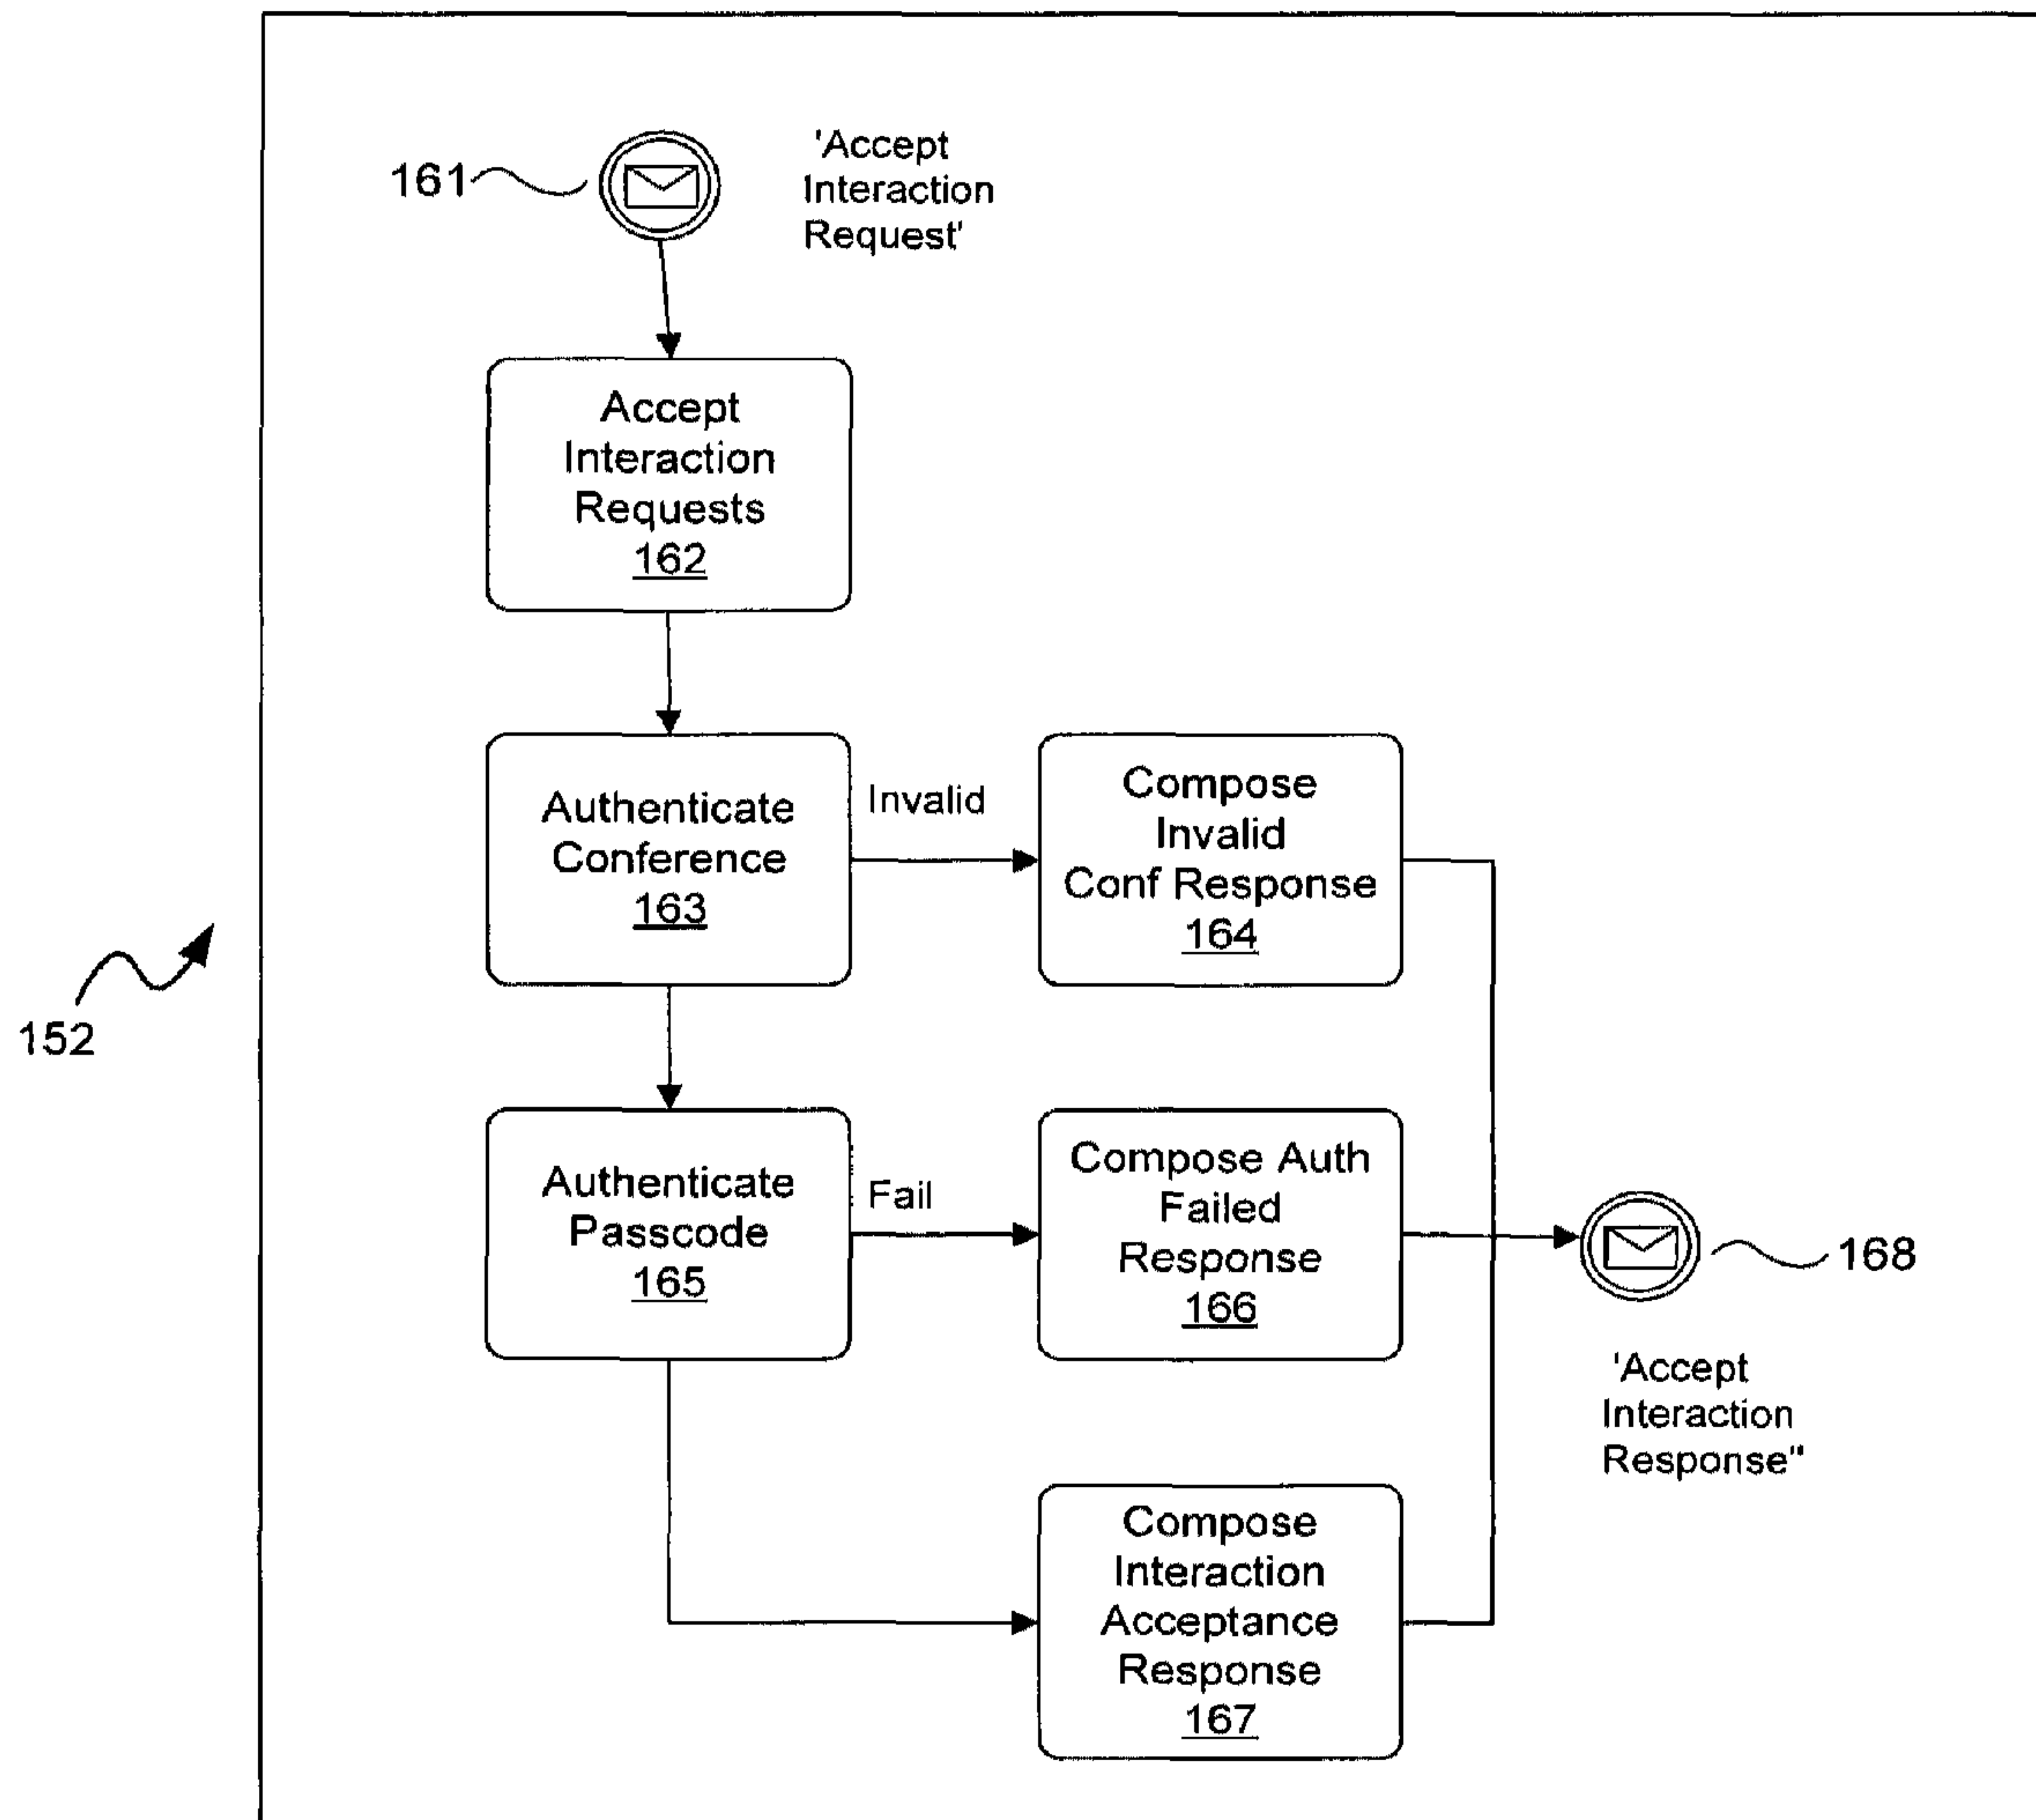 161
'Accept
Interaction
Request'
Accept
Interaction
Requests
162
Authenticate
Conference
163
Invalid
Compose
Invalid
Conf Response
164
152
Authenticate
Passcode
165
Fail
Compose Auth
Failed
Response
166
168
'Accept
Interaction
Response"
Compose
Interaction
Acceptance
Response
167